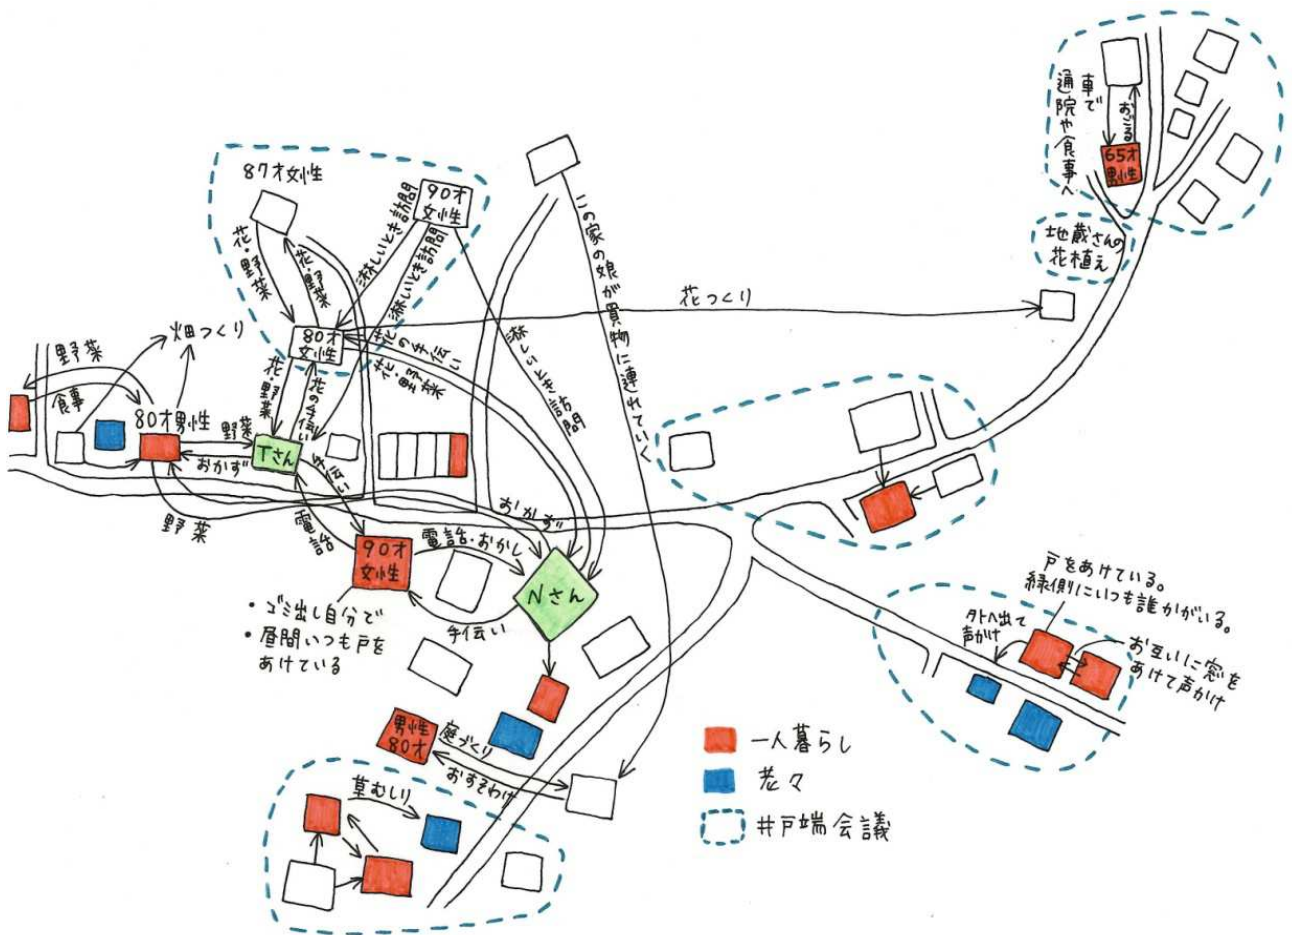 車で
通院や食事へ
おごる
65才
男性
地蔵さんの
花植え
87才女性
90才
女性
花・野菜
花・野菜
淋しいとき訪問
淋しいとき訪問
淋しいとき訪問
この家の娘が買物に連れていく
花つくり
80才
女性
花の手伝い
花・野菜
花・野菜
花の手伝い
畑つくり
野菜
食事
80才男性
野菜
おかず
Tさん
手伝い
野菜
電話
おかず
90才
女性
電話・おかし
Nさん
手伝い
・ゴミ出し自分で
・昼間いつも戸を
あけている
戸をあけている。
縁側にいつも誰かがいる。
外へ出て
声がけ
お互いに窓を
あけて声かけ
男性
80才
庭づくり
おすそわけ
草むしり
一人暮らし
老々
井戸端会議